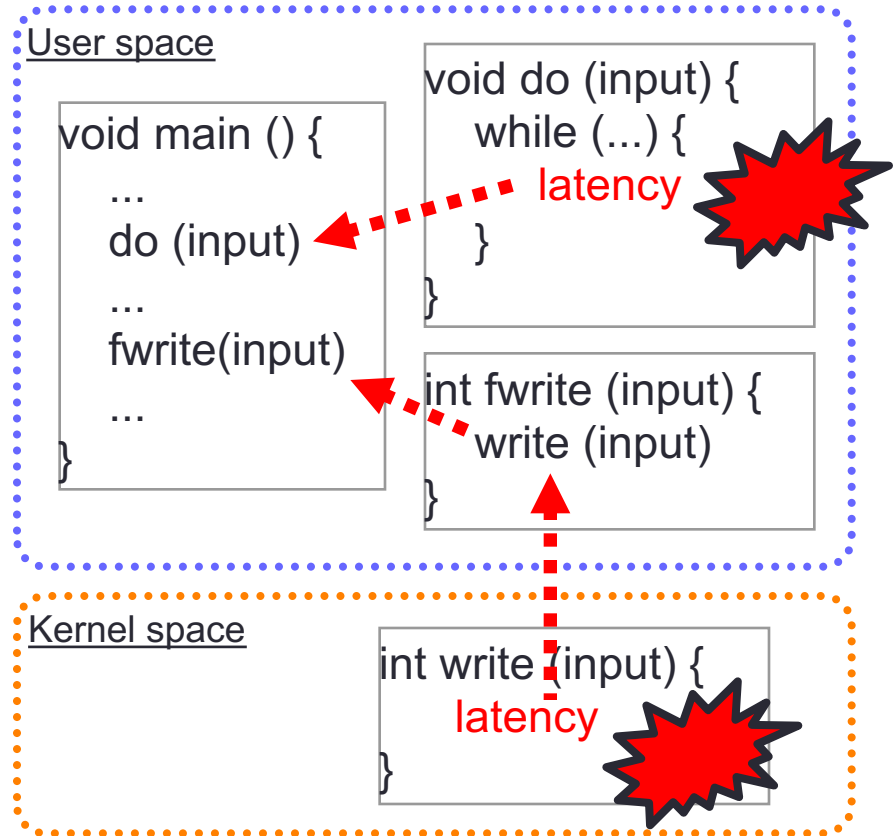 User space
void main () {
...
do (input)
...
fwrite(input)
...
}
void do (input) {
while (...) {
latency
}
}
int fwrite (input) {
write (input)
}
Kernel space
int write (input) {
latency
}